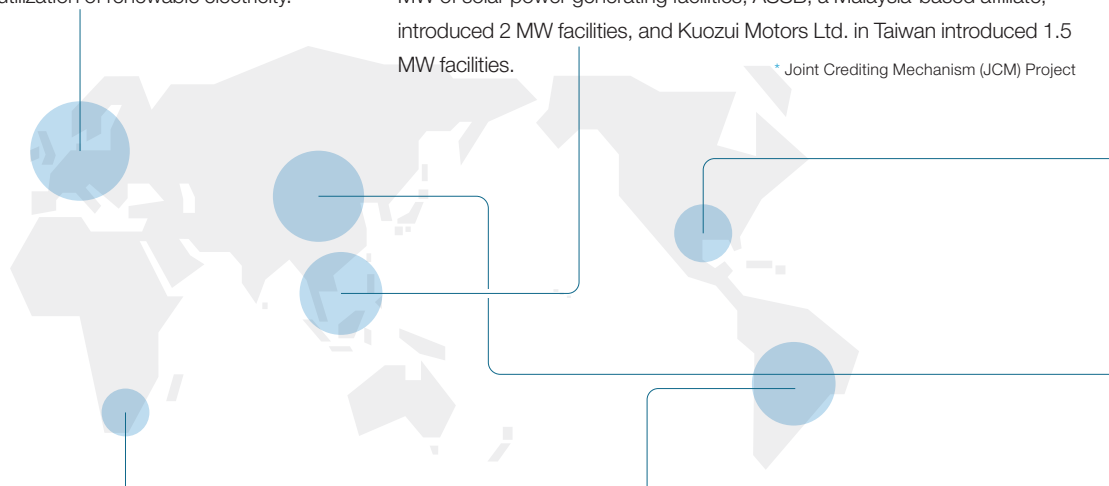 utilization of renewable electricity.
MW of solar power generating facilities, ASSB, a Malaysia-based affiliate,
introduced 2 MW facilities, and Kuozui Motors Ltd. in Taiwan introduced 1.5
MW facilities.
* Joint Crediting Mechanism (JCM) Project